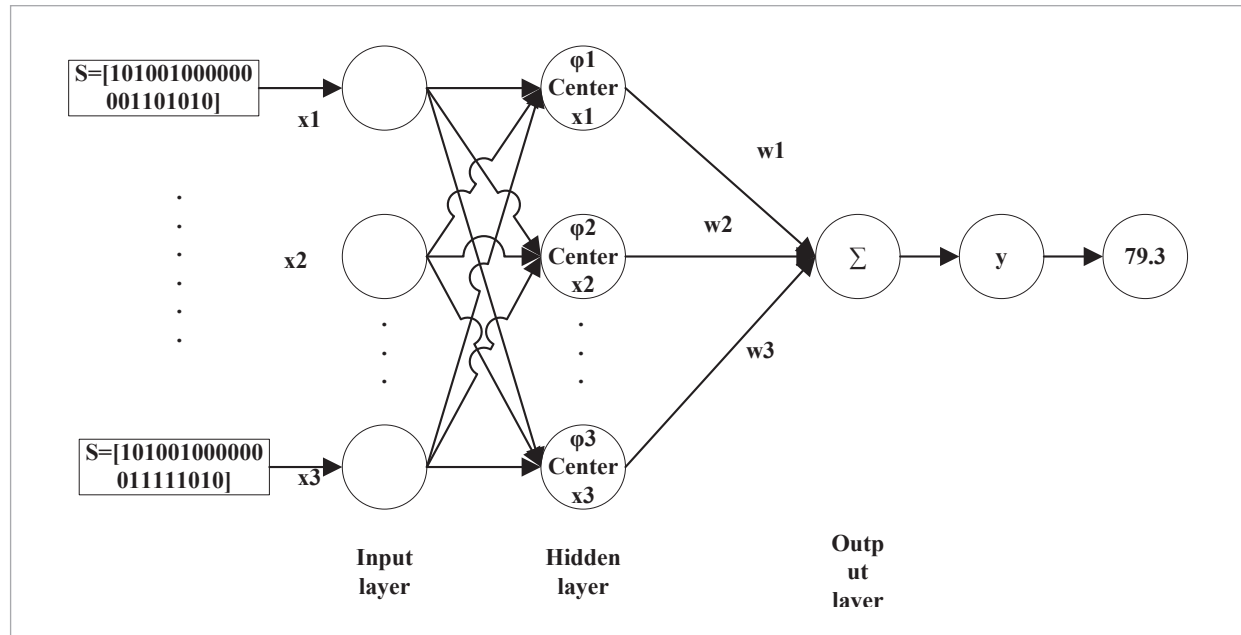 S=[101001000000
001101010]
x1
φ1
Center
x1
w1
x2
φ2
Center
x2
w2
∑
y
79.3
w3
S=[101001000000
011111010]
x3
φ3
Center
x3
Input
layer
Hidden
layer
Outp
ut
layer